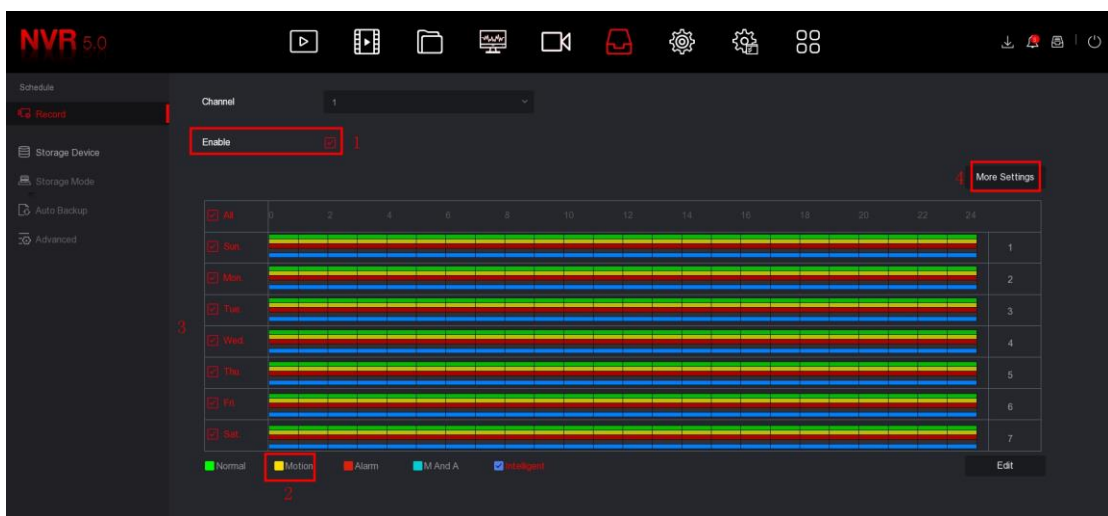 NVR 5.0
Schedule
Record
Storage Device
Storage Mode
Auto Backup
Advanced
Channel 1
Enable 1
4 More Settings
All 0 2 4 6 8 10 12 14 16 18 20 22 24
Sun. 1
Mon. 2
Tue. 3
3
Wed. 4
Thu. 5
Fri. 6
Sat. 7
Normal Motion Alarm M And A Intelligent Edit
2